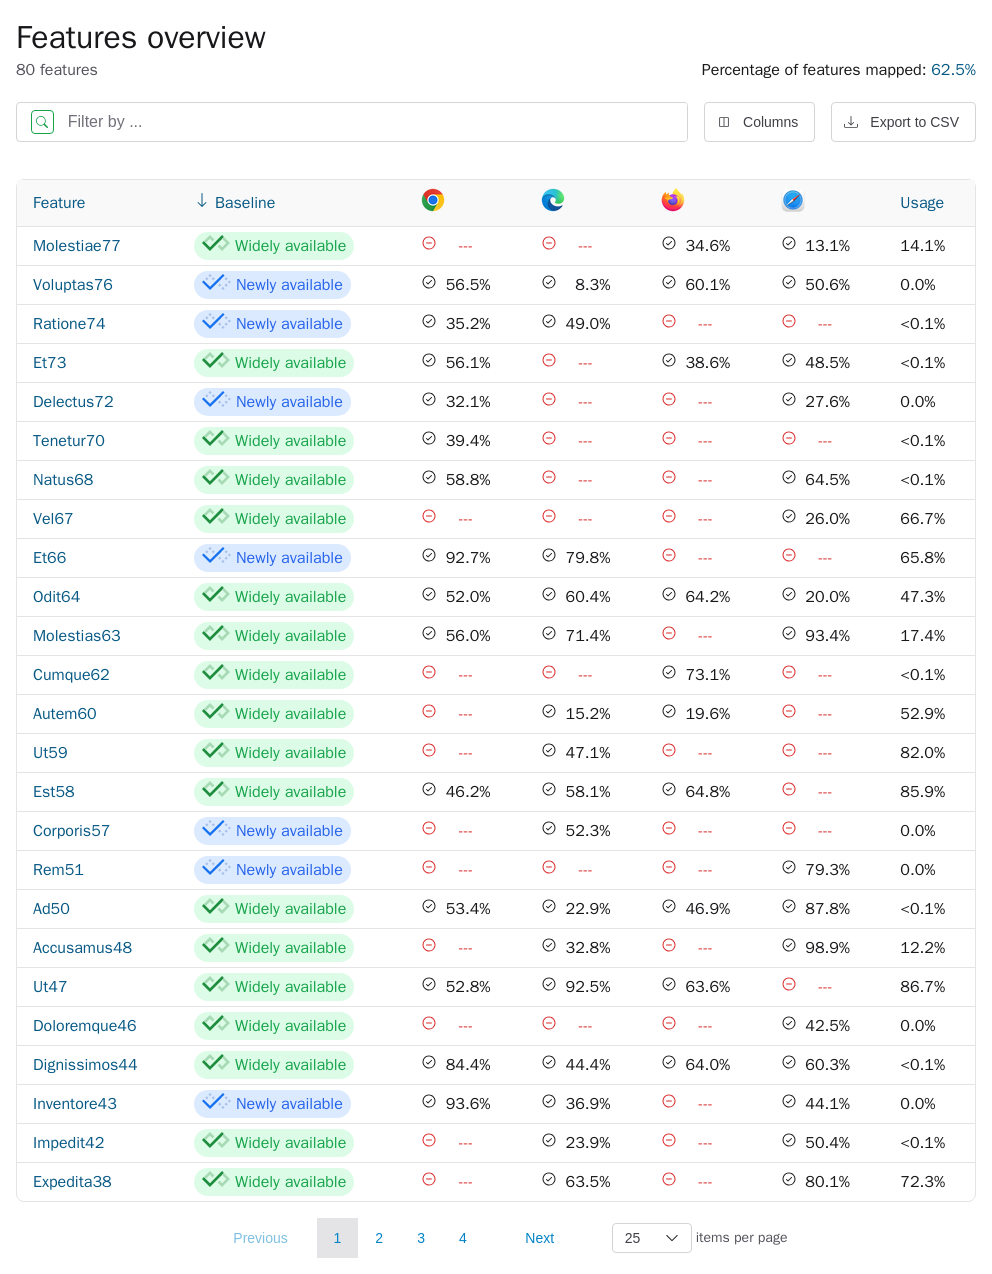 Features overview
80 features
Percentage of features mapped: 62.5%
Filter by ...
Columns
Export to CSV
Feature Baseline Usage
Molestiae77 Widely available --- --- 34.6% 13.1% 14.1%
Voluptas76 Newly available 56.5% 8.3% 60.1% 50.6% 0.0%
Ratione74 Newly available 35.2% 49.0% --- --- <0.1%
Et73 Widely available 56.1% --- 38.6% 48.5% <0.1%
Delectus72 Newly available 32.1% --- --- 27.6% 0.0%
Tenetur70 Widely available 39.4% --- --- --- <0.1%
Natus68 Widely available 58.8% --- --- 64.5% <0.1%
Vel67 Widely available --- --- --- 26.0% 66.7%
Et66 Newly available 92.7% 79.8% --- --- 65.8%
Odit64 Widely available 52.0% 60.4% 64.2% 20.0% 47.3%
Molestias63 Widely available 56.0% 71.4% --- 93.4% 17.4%
Cumque62 Widely available --- --- 73.1% --- <0.1%
Autem60 Widely available --- 15.2% 19.6% --- 52.9%
Ut59 Widely available --- 47.1% --- --- 82.0%
Est58 Widely available 46.2% 58.1% 64.8% --- 85.9%
Corporis57 Newly available --- 52.3% --- --- 0.0%
Rem51 Newly available --- --- --- 79.3% 0.0%
Ad50 Widely available 53.4% 22.9% 46.9% 87.8% <0.1%
Accusamus48 Widely available --- 32.8% --- 98.9% 12.2%
Ut47 Widely available 52.8% 92.5% 63.6% --- 86.7%
Doloremque46 Widely available --- --- --- 42.5% 0.0%
Dignissimos44 Widely available 84.4% 44.4% 64.0% 60.3% <0.1%
Inventore43 Newly available 93.6% 36.9% --- 44.1% 0.0%
Impedit42 Widely available --- 23.9% --- 50.4% <0.1%
Expedita38 Widely available --- 63.5% --- 80.1% 72.3%
Previous 1 2 3 4 Next 25 items per page